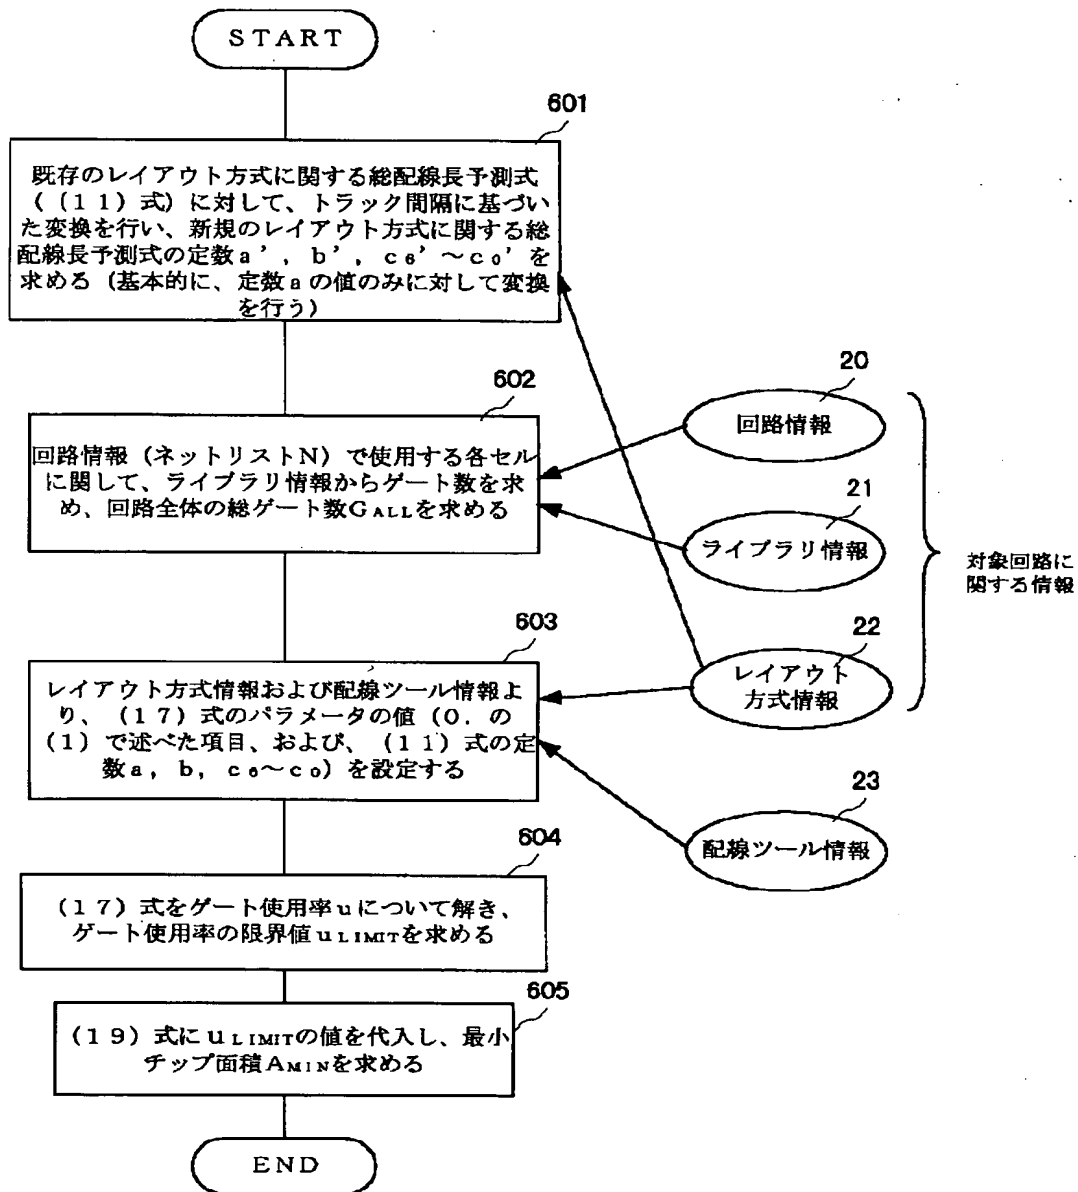 START
601
既存のレイアウト方式に関する総配線長予測式
((11)式)に対して、トラック間隔に基づい
た変換を行い、新規のレイアウト方式に関する総
配線長予測式の定数a',b',c₆'~c₀'を
求める(基本的に、定数aの値のみに対して変換
を行う)
602
回路情報(ネットリストN)で使用する各セル
に関して、ライブラリ情報からゲート数を求
め、回路全体の総ゲート数GALLを求める
20
回路情報
21
ライブラリ情報
22
レイアウト
方式情報
対象回路に
関する情報
603
レイアウト方式情報および配線ツール情報よ
り、(17)式のパラメータの値(0.の
(1)で述べた項目、および、(11)式の定
数a,b,c₆~c₀)を設定する
23
配線ツール情報
604
(17)式をゲート使用率uについて解き、
ゲート使用率の限界値uLIMITを求める
605
(19)式にuLIMITの値を代入し、最小
チップ面積AMINを求める
END